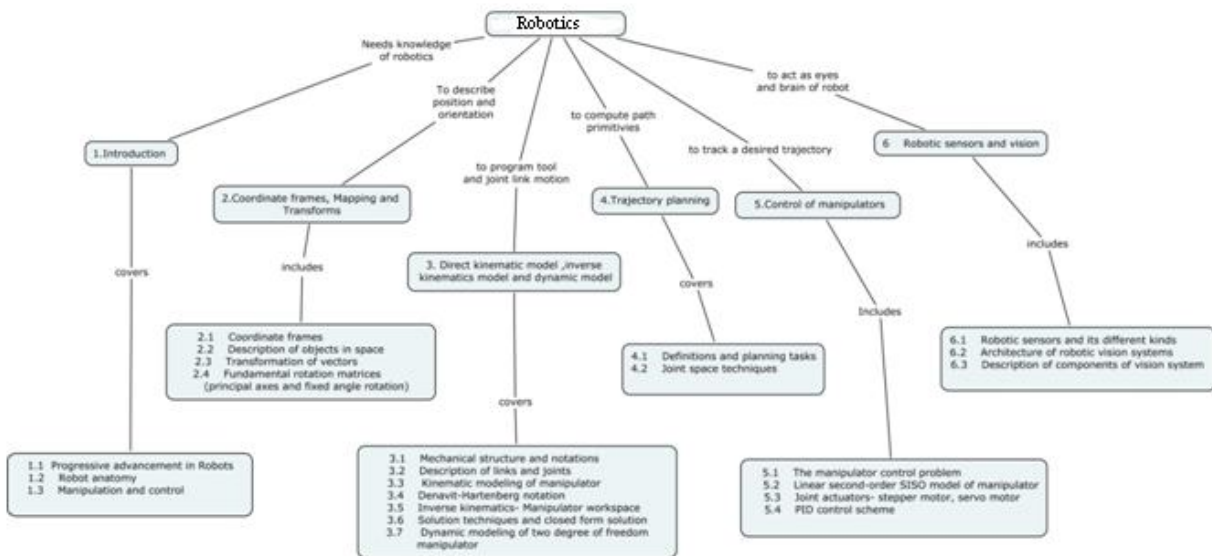 Robotics
Needs knowledge
of robotics
To describe
position and
orientation
to program tool
and joint link motion
to compute path
primitivies
to track a desired trajectory
to act as eyes
and brain of robot
1.Introduction
2.Coordinate frames, Mapping and
Transforms
3. Direct kinematic model ,inverse
kinematics model and dynamic model
4.Trajectory planning
5.Control of manipulators
6 Robotic sensors and vision
covers
includes
covers
covers
Includes
includes
1.1 Progressive advancement in Robots
1.2 Robot anatomy
1.3 Manipulation and control
2.1 Coordinate frames
2.2 Description of objects in space
2.3 Transformation of vectors
2.4 Fundamental rotation matrices
(principal axes and fixed angle rotation)
3.1 Mechanical structure and notations
3.2 Description of links and joints
3.3 Kinematic modeling of manipulator
3.4 Denavit-Hartenberg notation
3.5 Inverse kinematics- Manipulator workspace
3.6 Solution techniques and closed form solution
3.7 Dynamic modeling of two degree of freedom
manipulator
4.1 Definitions and planning tasks
4.2 Joint space techniques
5.1 The manipulator control problem
5.2 Linear second-order SISO model of manipulator
5.3 Joint actuators- stepper motor, servo motor
5.4 PID control scheme
6.1 Robotic sensors and its different kinds
6.2 Architecture of robotic vision systems
6.3 Description of components of vision system